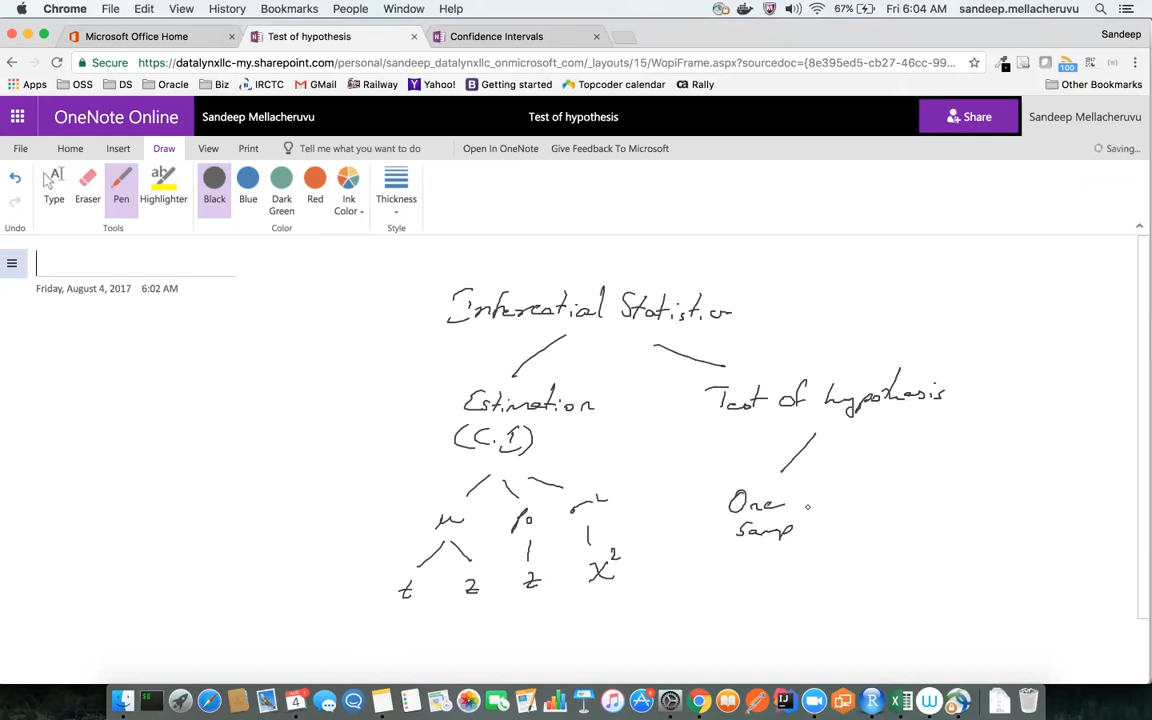 Chrome File Edit View History Bookmarks People Window Help 67% Fri 6:04 AM sandeep.mellacheruvu
Microsoft Office Home Test of hypothesis Confidence Intervals Sandeep
Secure https://datalynxllc-my.sharepoint.com/personal/sandeep_datalynxllc_onmicrosoft_com/_layouts/15/WopiFrame.aspx?sourcedoc={8e395ed5-cb27-46cc-99...
Apps OSS DS Oracle Biz IRCTC GMail Railway Yahoo! Getting started Topcoder calendar Rally Other Bookmarks
100
OneNote Online Sandeep Mellacheruvu Test of hypothesis Share Sandeep Mellacheruvu
File Home Insert Draw View Print Tell me what you want to do Open In OneNote Give Feedback To Microsoft Saving...
Type Eraser Pen Highlighter Black Blue Dark Green Red Ink Color Thickness
Undo Tools Color Style
Friday, August 4, 2017 6:02 AM
Inferential Statistics
Estimation Test of hypothesis
(C.I)
One
Samp
μ σ²
t z z χ²